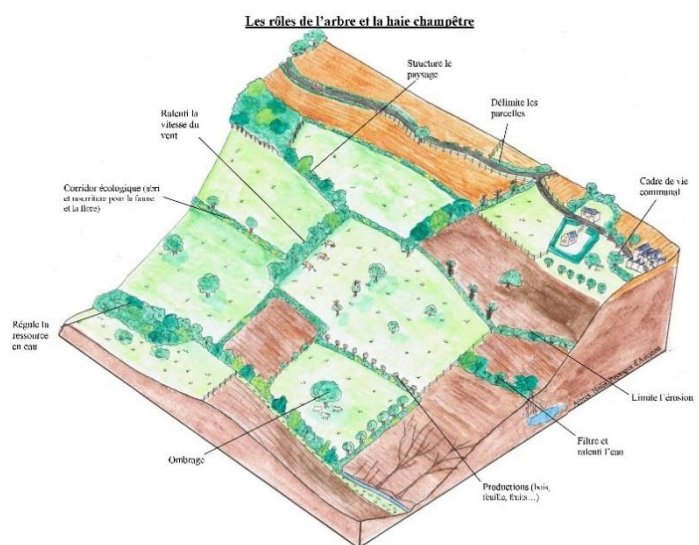 Les rôles de l'arbre et la haie champêtre
Structure le
paysage
Ralenti la
vitesse du
vent
Délimite les
parcelles
Corridor écologique (abri
et nourriture pour la faune
et la flore)
Cadre de vie
communal
Régule la
ressource
en eau
Limite l'érosion
Filtre et
ralenti l'eau
Ombrage
Productions (bois,
feuille, fruits…)